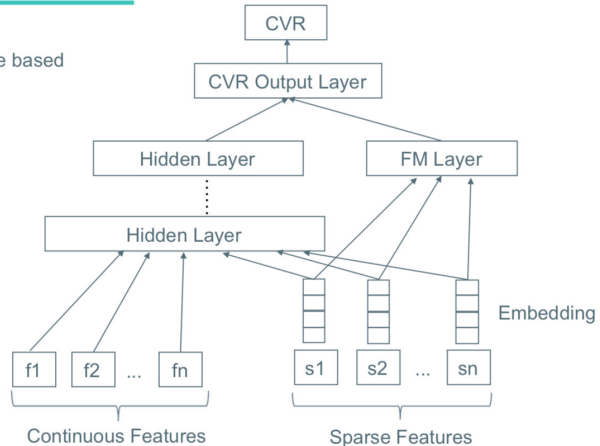 CVR
e based
CVR Output Layer
Hidden Layer
FM Layer
Hidden Layer
Embedding
f1 f2 ... fn
s1 s2 ... sn
Continuous Features
Sparse Features